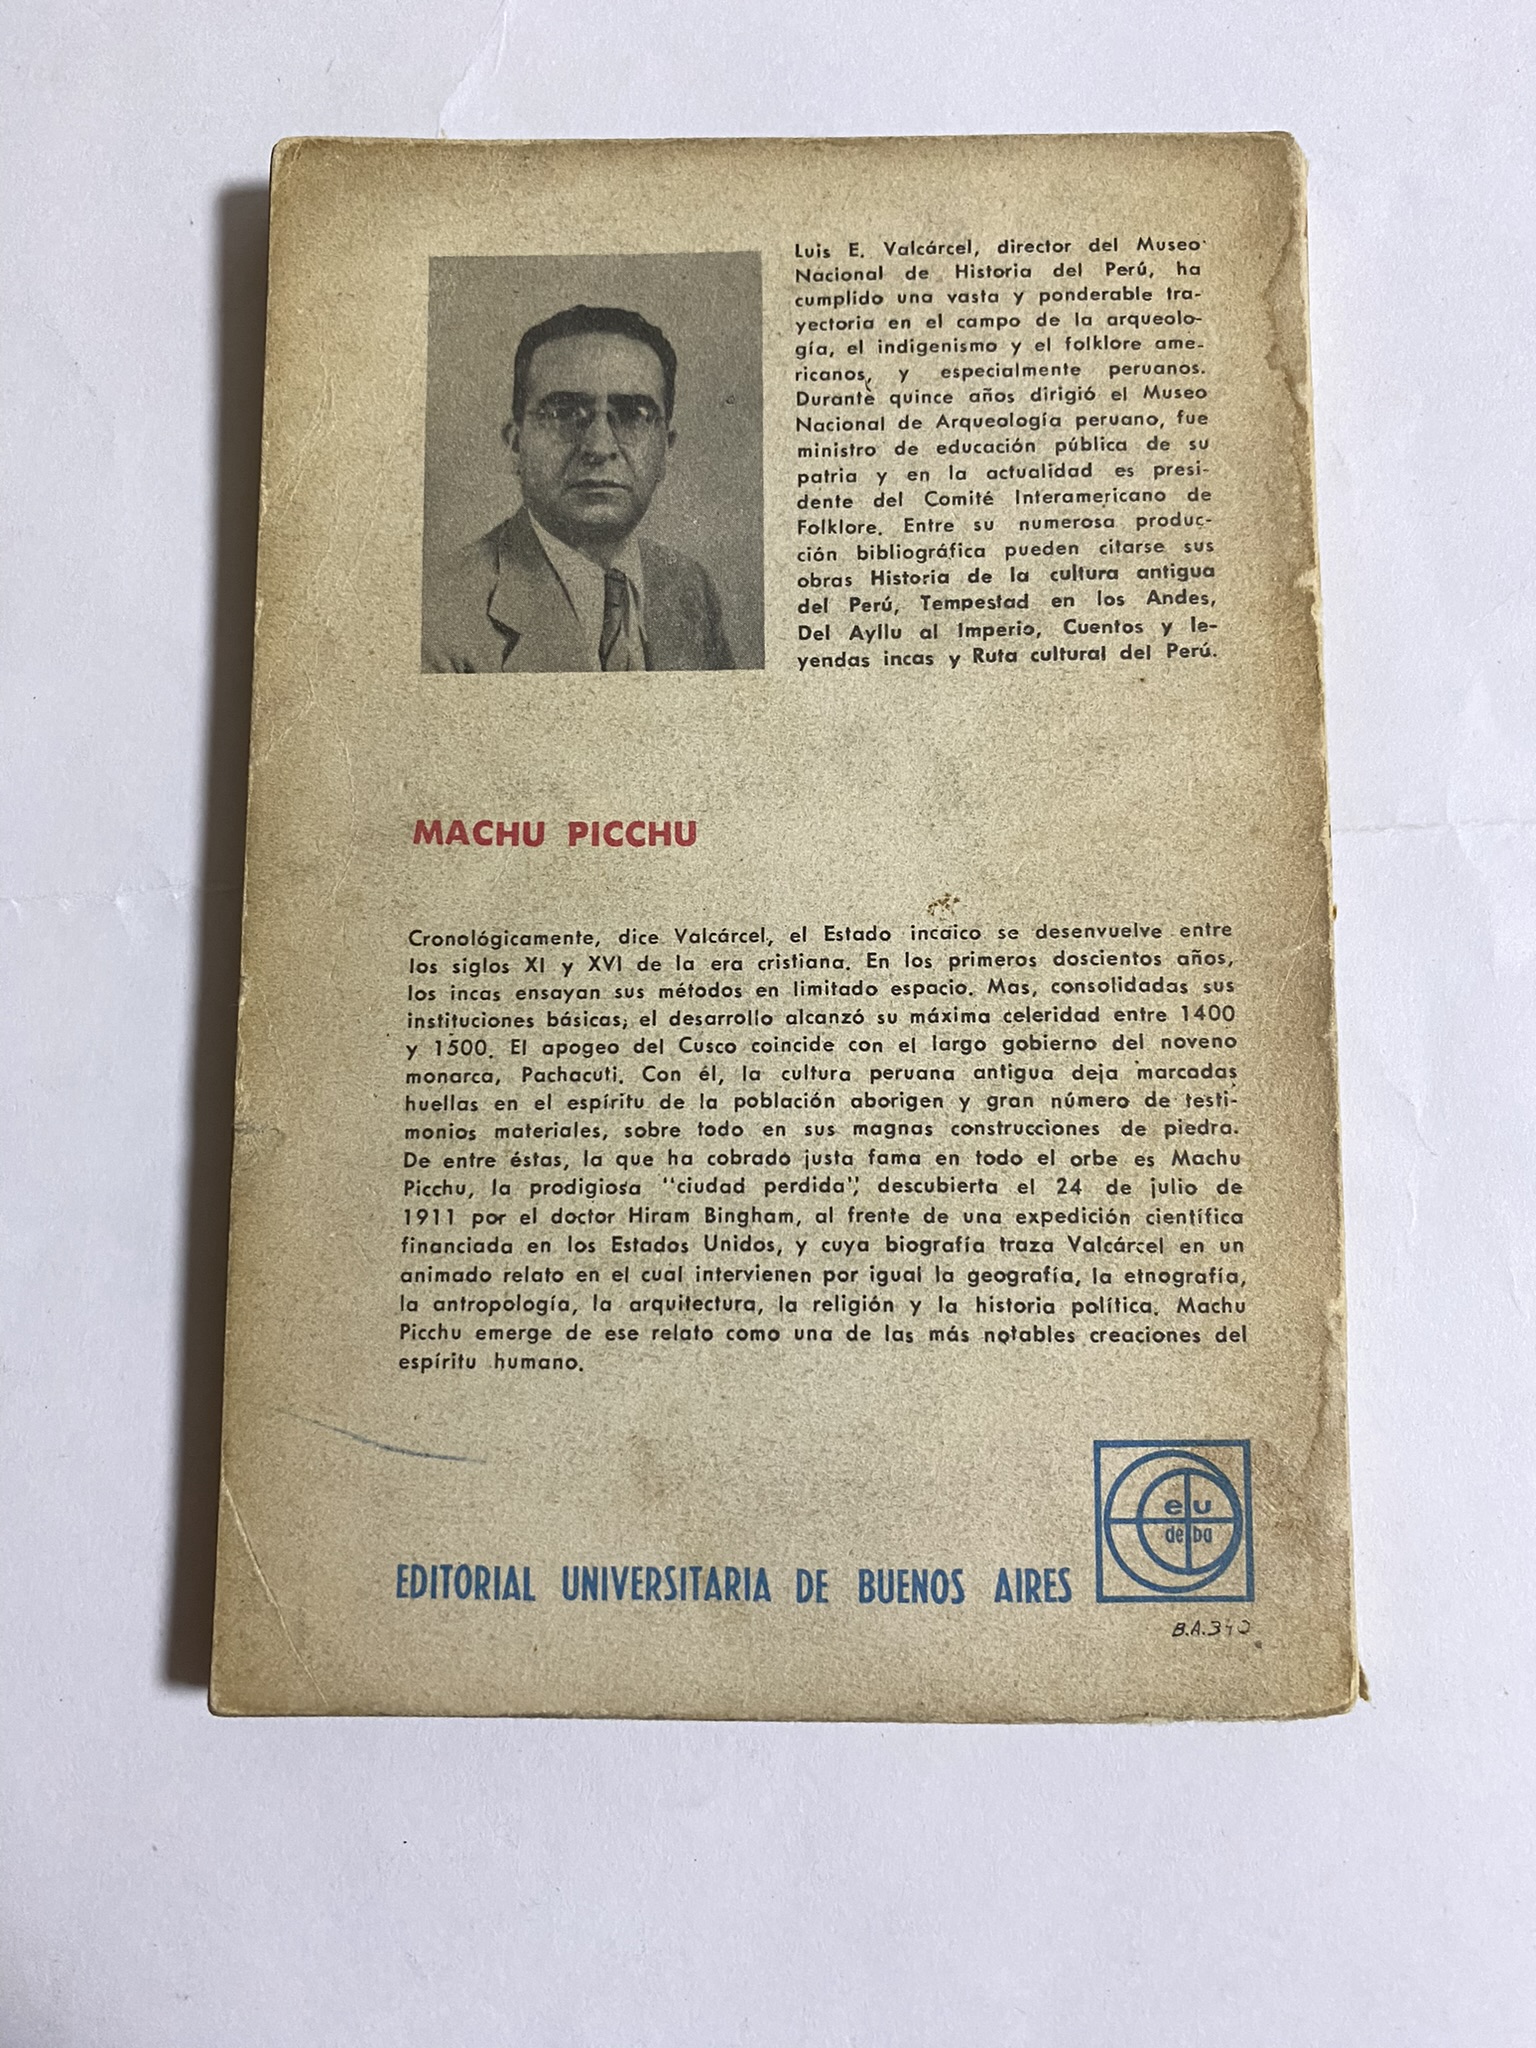 Luis E. Valcárcel, director del Museo
Nacional de Historia del Perú, ha
cumplido una vasta y ponderable tra-
yectoria en el campo de la arqueolo-
gía, el indigenismo y el folklore ame-
ricanos, y especialmente peruanos.
Durante quince años dirigió el Museo
Nacional de Arqueología peruano, fue
ministro de educación pública de su
patria y en la actualidad es presi-
dente del Comité Interamericano de
Folklore. Entre su numerosa produc-
ción bibliográfica pueden citarse sus
obras Historia de la cultura antigua
del Perú, Tempestad en los Andes,
Del Ayllu al Imperio, Cuentos y le-
yendas incas y Ruta cultural del Perú.
MACHU PICCHU
Cronológicamente, dice Valcárcel, el Estado incaico se desenvuelve entre
los siglos XI y XVI de la era cristiana. En los primeros doscientos años,
los incas ensayan sus métodos en limitado espacio. Mas, consolidadas sus
instituciones básicas, el desarrollo alcanzó su máxima celeridad entre 1400
y 1500. El apogeo del Cusco coincide con el largo gobierno del noveno
monarca, Pachacuti. Con él, la cultura peruana antigua deja marcadas
huellas en el espíritu de la población aborigen y gran número de testi-
monios materiales, sobre todo en sus magnas construcciones de piedra.
De entre éstas, la que ha cobrado justa fama en todo el orbe es Machu
Picchu, la prodigiosa "ciudad perdida", descubierta el 24 de julio de
1911 por el doctor Hiram Bingham, al frente de una expedición científica
financiada en los Estados Unidos, y cuya biografía traza Valcárcel en un
animado relato en el cual intervienen por igual la geografía, la etnografía,
la antropología, la arquitectura, la religión y la historia política. Machu
Picchu emerge de ese relato como una de las más notables creaciones del
espíritu humano.
eu
deba
EDITORIAL UNIVERSITARIA DE BUENOS AIRES
B.A.340